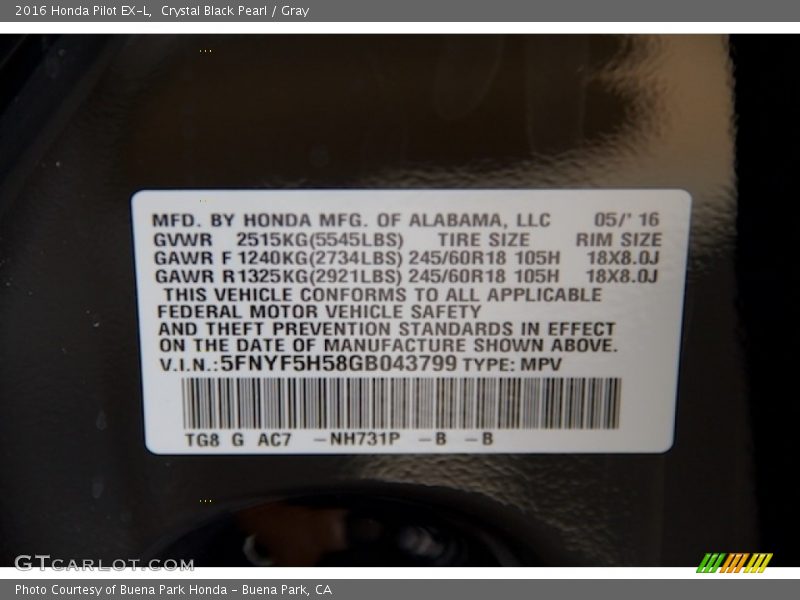 2016 Honda Pilot EX-L, Crystal Black Pearl / Gray
MFD. BY HONDA MFG. OF ALABAMA, LLC 05/' 16
GVWR 2515KG(5545LBS) TIRE SIZE RIM SIZE
GAWR F 1240KG(2734LBS) 245/60R18 105H 18X8.0J
GAWR R 1325KG(2921LBS) 245/60R18 105H 18X8.0J
THIS VEHICLE CONFORMS TO ALL APPLICABLE
FEDERAL MOTOR VEHICLE SAFETY
AND THEFT PREVENTION STANDARDS IN EFFECT
ON THE DATE OF MANUFACTURE SHOWN ABOVE.
V.I.N.:5FNYF5H58GB043799 TYPE: MPV
TG8 G AC7 -NH731P -B -B
GTCARLOT.COM
Photo Courtesy of Buena Park Honda - Buena Park, CA